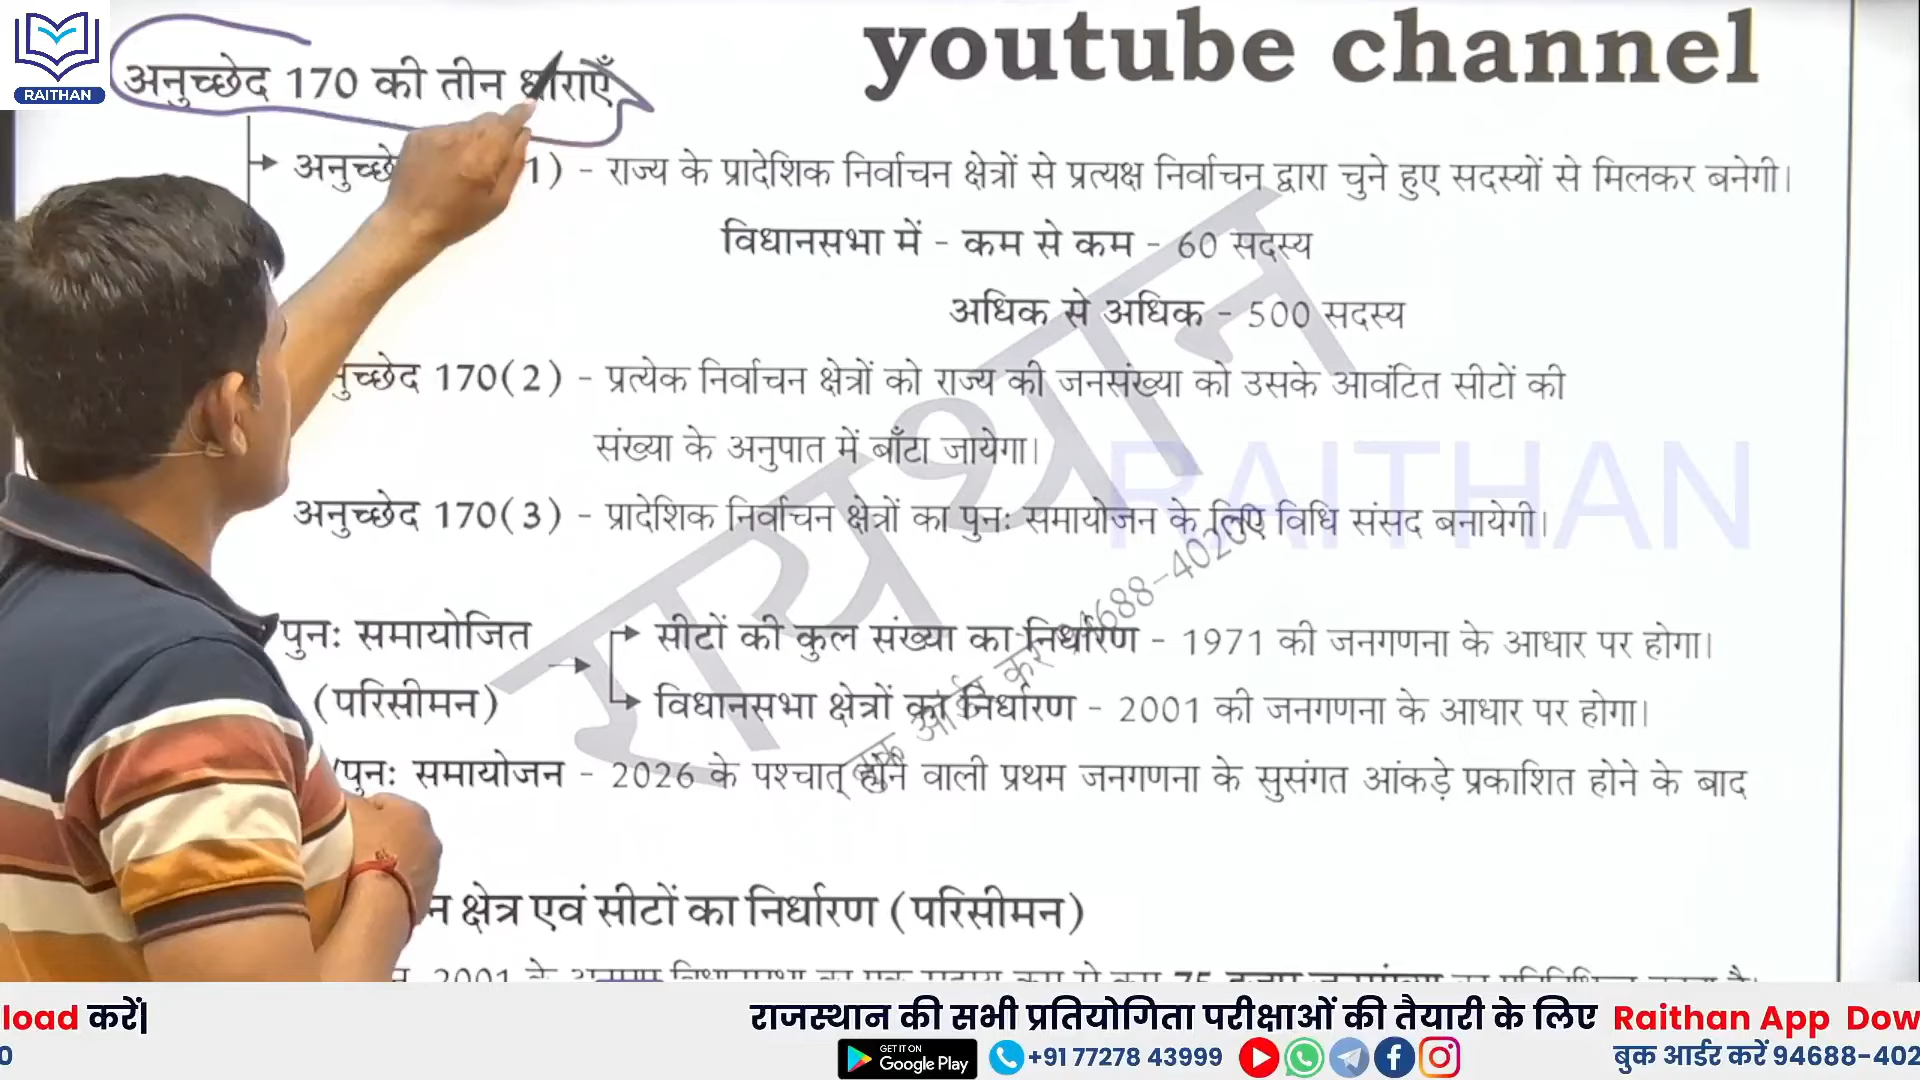 RAITHAN
youtube channel
अनुच्छेद 170 की तीन धाराएँ
1) - राज्य के प्रादेशिक निर्वाचन क्षेत्रों से प्रत्यक्ष निर्वाचन द्वारा चुने हुए सदस्यों से मिलकर बनेगी।
विधानसभा में - कम से कम - 60 सदस्य
अधिक से अधिक - 500 सदस्य
नुच्छेद 170(2) - प्रत्येक निर्वाचन क्षेत्रों को राज्य की जनसंख्या को उसके आवंटित सीटों की
संख्या के अनुपात में बाँटा जायेगा।
RAITHAN
अनुच्छेद 170(3) - प्रादेशिक निर्वाचन क्षेत्रों का पुनः समायोजन के लिए विधि संसद बनायेगी।
रायथान
पुनः समायोजित
(परिसीमन)
सीटों की कुल संख्या का निर्धारण - 1971 की जनगणना के आधार पर होगा।
विधानसभा क्षेत्रों का निर्धारण - 2001 की जनगणना के आधार पर होगा।
पुनः समायोजन - 2026 के पश्चात् होने वाली प्रथम जनगणना के सुसंगत आंकड़े प्रकाशित होने के बाद
न क्षेत्र एवं सीटों का निर्धारण (परिसीमन)
load करें|
राजस्थान की सभी प्रतियोगिता परीक्षाओं की तैयारी के लिए Raithan App Dow
0
GET IT ON
Google Play
+91 77278 43999
बुक आर्डर करें 94688-402